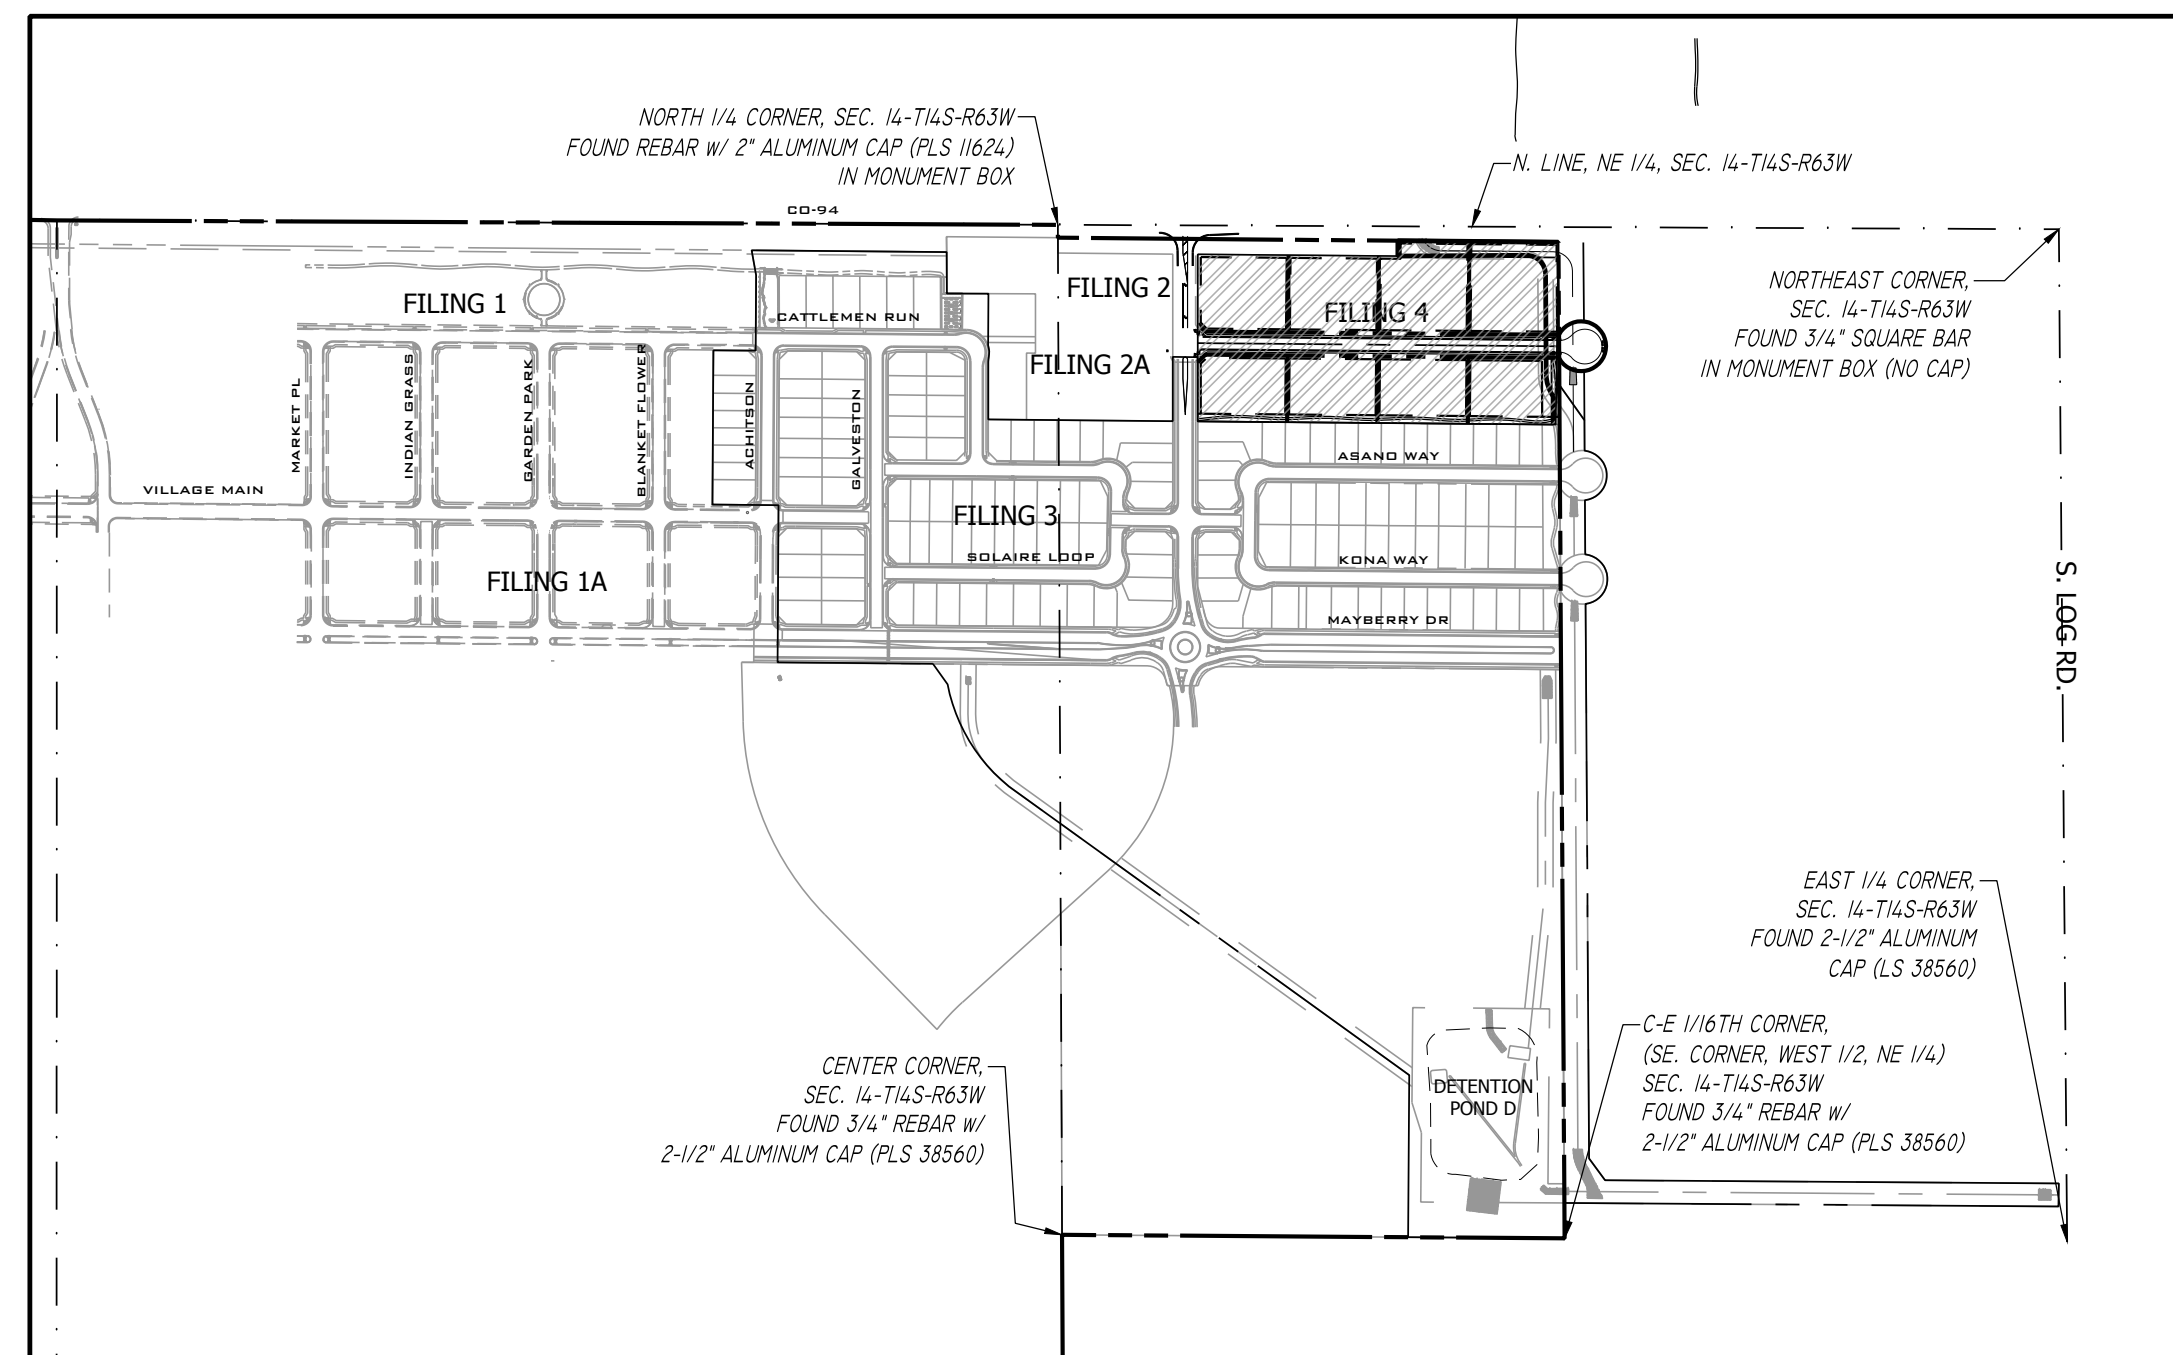 NORTH 1/4 CORNER, SEC. 14-T14S-R63W
FOUND REBAR W/ 2" ALUMINUM CAP (PLS 11624)
IN MONUMENT BOX
N. LINE, NE 1/4, SEC. 14-T14S-R63W
CO-94
NORTHEAST CORNER,
SEC. 14-T14S-R63W
FOUND 3/4" SQUARE BAR
IN MONUMENT BOX (NO CAP)
FILING 1
FILING 2
FILING 4
CATTLEMEN RUN
FILING 2A
MARKET PL
INDIAN GRASS
GARDEN PARK
BLANKET FLOWER
ACHITSON
GALVESTON
ASANO WAY
VILLAGE MAIN
FILING 3
SOLAIRE LOOP
KONA WAY
FILING 1A
MAYBERRY DR
S. LOG RD.
EAST 1/4 CORNER,
SEC. 14-T14S-R63W
FOUND 2-1/2" ALUMINUM
CAP (LS 38560)
C-E 1/16TH CORNER,
(SE. CORNER, WEST 1/2, NE 1/4)
SEC. 14-T14S-R63W
FOUND 3/4" REBAR W/
2-1/2" ALUMINUM CAP (PLS 38560)
CENTER CORNER,
SEC. 14-T14S-R63W
FOUND 3/4" REBAR W/
2-1/2" ALUMINUM CAP (PLS 38560)
DETENTION
POND D